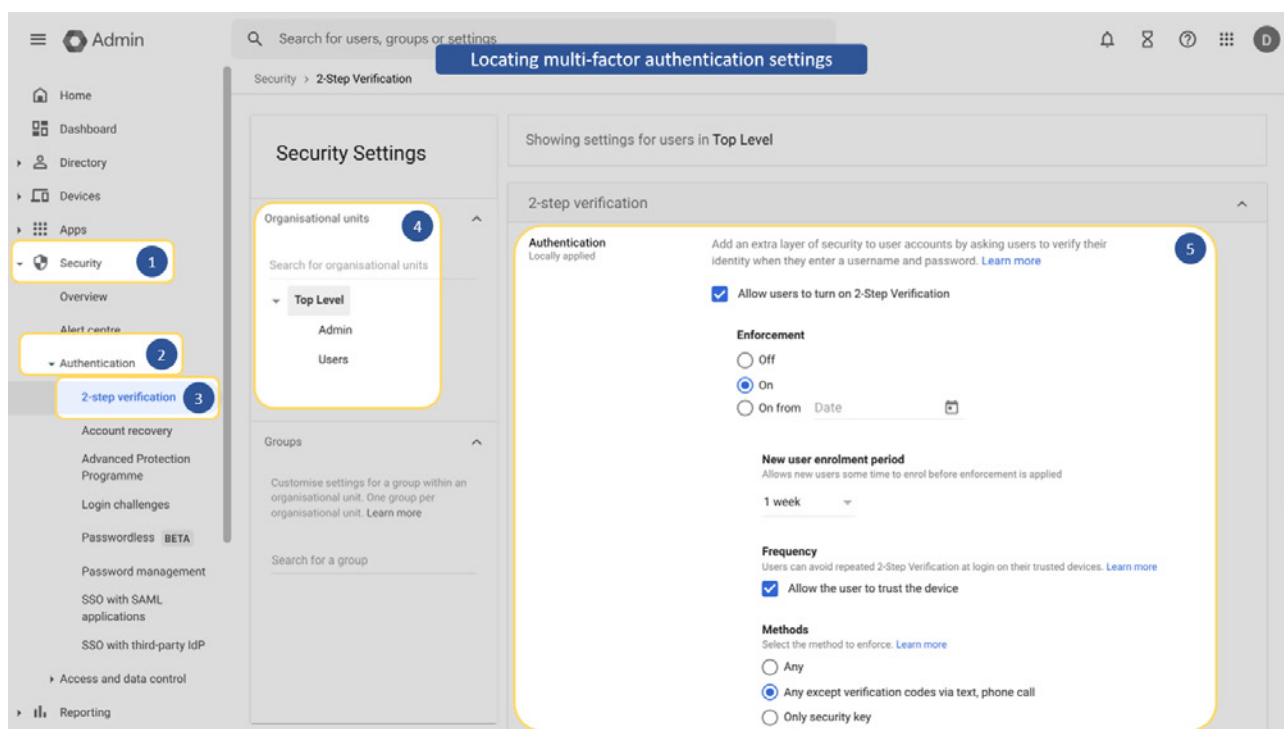 Admin
Search for users, groups or settings
D
Locating multi-factor authentication settings
Security > 2-Step Verification
Home
Dashboard
Directory
Devices
Apps
Security
1
Overview
Alert centre
Authentication
2
2-step verification
3
Account recovery
Advanced Protection
Programme
Login challenges
Passwordless BETA
Password management
SSO with SAML
applications
SSO with third-party IdP
Access and data control
Reporting
Security Settings
Organisational units
4
Search for organisational units
Top Level
Admin
Users
Groups
Customise settings for a group within an
organisational unit. One group per
organisational unit. Learn more
Search for a group
Showing settings for users in Top Level
2-step verification
Authentication
Locally applied
5
Add an extra layer of security to user accounts by asking users to verify their
identity when they enter a username and password. Learn more
Allow users to turn on 2-Step Verification
Enforcement
Off
On
On from Date
New user enrolment period
Allows new users some time to enrol before enforcement is applied
1 week
Frequency
Users can avoid repeated 2-Step Verification at login on their trusted devices. Learn more
Allow the user to trust the device
Methods
Select the method to enforce. Learn more
Any
Any except verification codes via text, phone call
Only security key